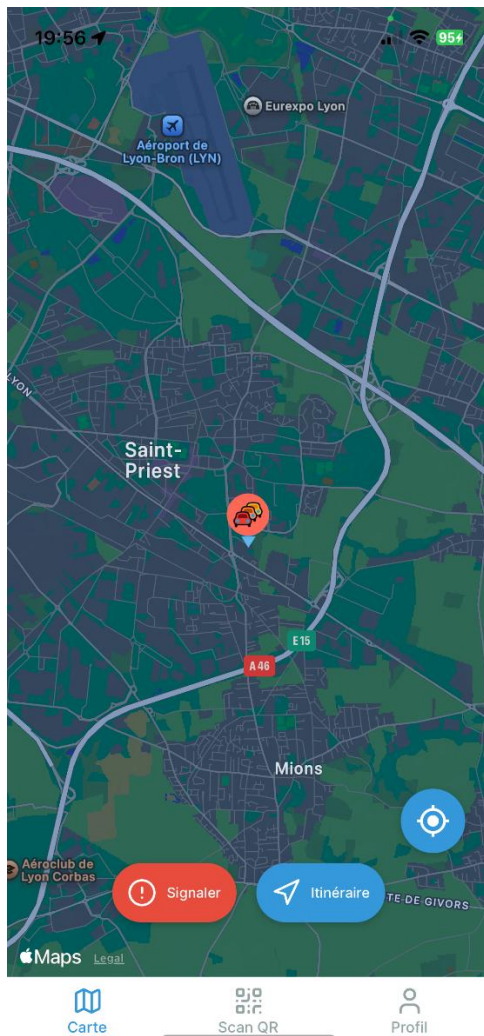 19:56
95
Eurexpo Lyon
Aéroport de
Lyon-Bron (LYN)
LYON
Saint-
Priest
E15
A46
Mions
Aéroclub de
Lyon Corbas
Signaler
Itinéraire
TE DE GIVORS
Maps
Legal
Carte
Scan QR
Profil